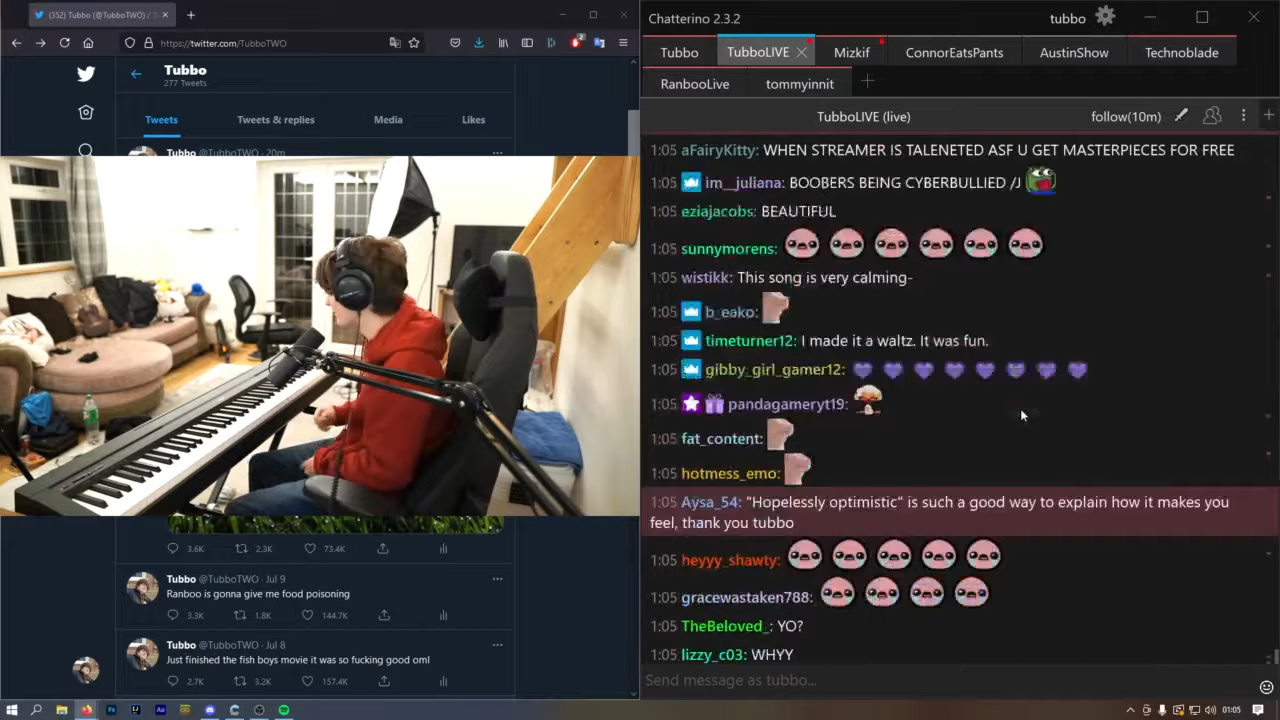 (352) Tubbo (@TubboTWO) / 
https://twitter.com/TubboTWO
Tubbo
277 Tweets
Tweets
Tweets & replies
Media
Likes
Tubbo @TubboTWO · 20m
3.6K
2.3K
73.4K
Tubbo @TubboTWO · Jul 9
Ranboo is gonna give me food poisoning
3.3K
1.8K
144.7K
Tubbo @TubboTWO · Jul 8
Just finished the fish boys movie it was so fucking good oml
2.7K
3.2K
157.4K
Chatterino 2.3.2
tubbo
Tubbo
TubboLIVE
Mizkif
ConnorEatsPants
AustinShow
Technoblade
RanbooLive
tommyinnit
TubboLIVE (live)
follow(10m)
1:05 aFairyKitty: WHEN STREAMER IS TALENETED ASF U GET MASTERPIECES FOR FREE
1:05 im__juliana: BOOBERS BEING CYBERBULLIED /J
1:05 eziajacobs: BEAUTIFUL
1:05 sunnymorens:
1:05 wistikk: This song is very calming-
1:05 b_eeko:
1:05 timeturner12: I made it a waltz. It was fun.
1:05 gibby_girl_gamer12:
1:05 pandagameryt19:
1:05 fat_content:
1:05 hotmess_emo:
1:05 Aysa_54: "Hopelessly optimistic" is such a good way to explain how it makes you
feel, thank you tubbo
1:05 heyyy_shawty:
1:05 gracewastaken788:
1:05 TheBeloved_: YO?
1:05 lizzy_c03: WHYY
Send message as tubbo...
01:05